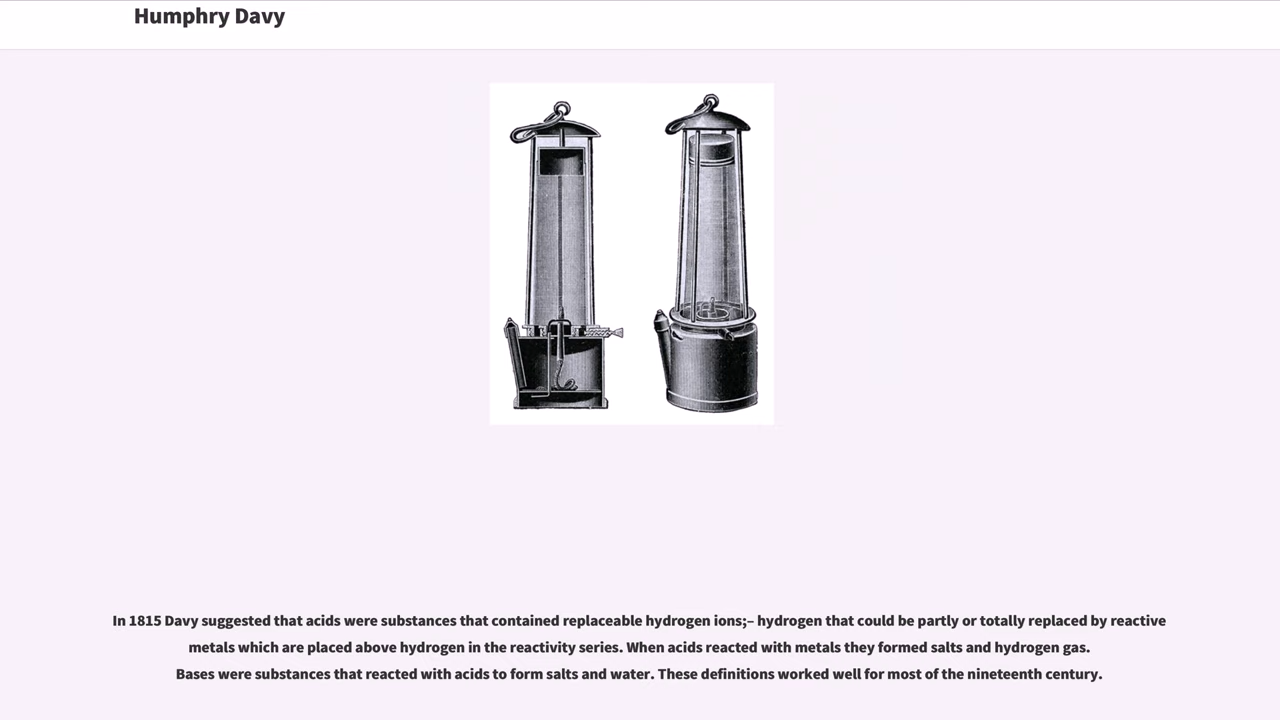 Humphry Davy
In 1815 Davy suggested that acids were substances that contained replaceable hydrogen ions;– hydrogen that could be partly or totally replaced by reactive
metals which are placed above hydrogen in the reactivity series. When acids reacted with metals they formed salts and hydrogen gas.
Bases were substances that reacted with acids to form salts and water. These definitions worked well for most of the nineteenth century.